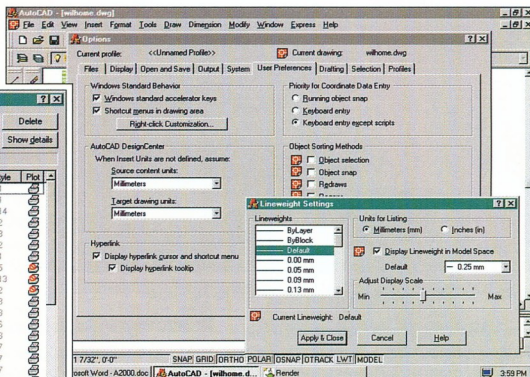 AutoCAD - [wilhome.dwg]
File Edit View Insert Format Tools Draw Dimension Modify Window Express Help
Options
Current profile: <<Unnamed Profile>> Current drawing: wilhome.dwg
Files Display Open and Save Output System User Preferences Drafting Selection Profiles
Windows Standard Behavior
Windows standard accelerator keys
Shortcut menus in drawing area
Right-click Customization...
Priority for Coordinate Data Entry
Running object snap
Keyboard entry
Keyboard entry except scripts
AutoCAD DesignCenter
When Insert Units are not defined, assume:
Source content units:
Millimeters
Target drawing units:
Millimeters
Object Sorting Methods
Object selection
Object snap
Redraws
Hyperlink
Display hyperlink cursor and shortcut menu
Display hyperlink tooltip
Delete
Show details
Plot
Lineweight Settings
Lineweights
ByLayer
ByBlock
Default
0.00 mm
0.05 mm
0.09 mm
0.13 mm
Units for Listing
Millimeters (mm) Inches (in)
Display Lineweight in Model Space
Default 0.25 mm
Adjust Display Scale
Min Max
Current Lineweight: Default
Apply & Close Cancel Help
1 7/32", 0'-0" SNAP GRID ORTHO POLAR OSNAP OTRACK LWT MODEL
osoft Word - A2000.doc AutoCAD - [wilhome.d... Render 3:59 PM